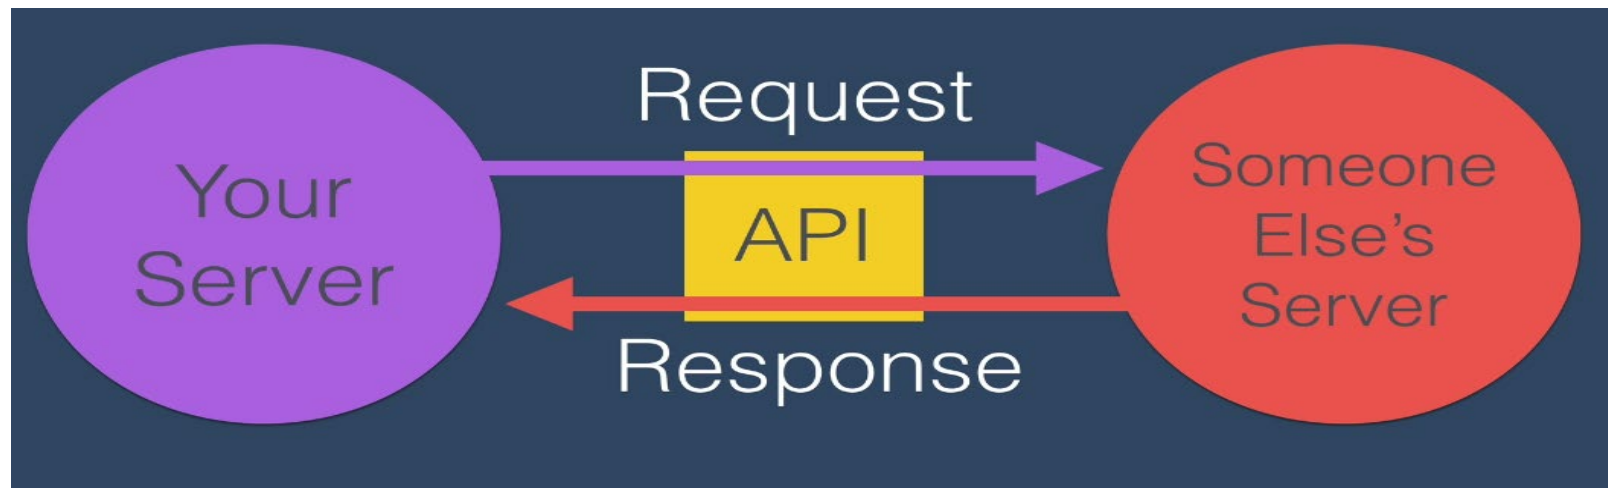 Request
Your
Server
API
Someone
Else’s
Server
Response